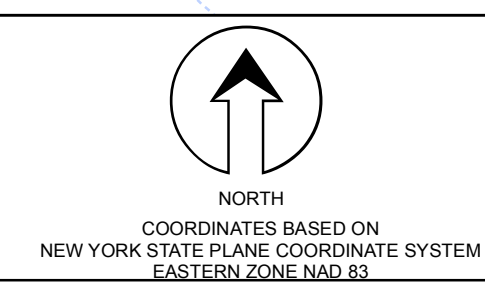 NORTH
COORDINATES BASED ON
NEW YORK STATE PLANE COORDINATE SYSTEM
EASTERN ZONE NAD 83